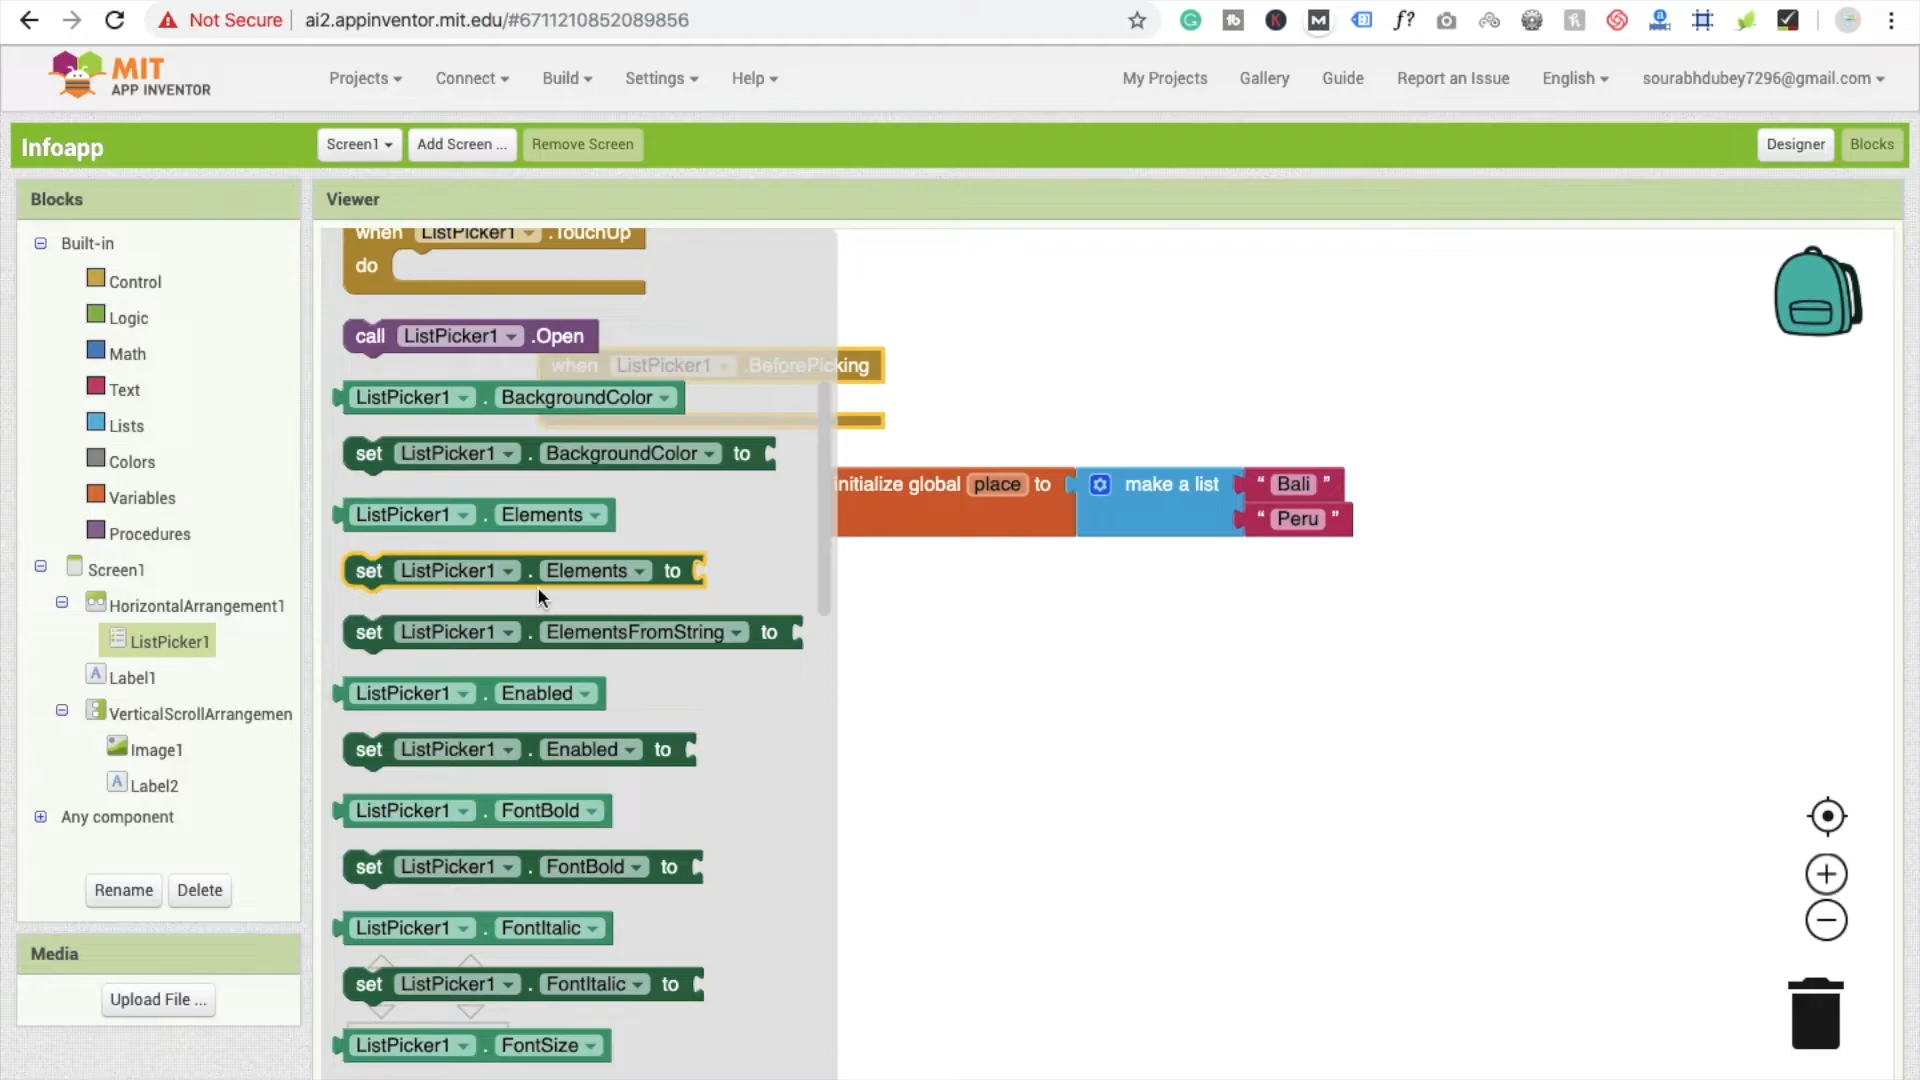 Not Secure
ai2.appinventor.mit.edu/#6711210852089856
MIT
APP INVENTOR
Projects
Connect
Build
Settings
Help
My Projects
Gallery
Guide
Report an Issue
English
sourabhdubey7296@gmail.com
Infoapp
Screen1
Add Screen ...
Remove Screen
Designer
Blocks
Blocks
Built-in
Control
Logic
Math
Text
Lists
Colors
Variables
Procedures
Screen1
HorizontalArrangement1
ListPicker1
Label1
VerticalScrollArrangemen
Image1
Label2
Any component
Rename
Delete
Media
Upload File ...
Viewer
when ListPicker1 .TouchUp
do
call ListPicker1 .Open
when ListPicker1 .BeforePicking
ListPicker1 . BackgroundColor
set ListPicker1 . BackgroundColor to
ListPicker1 . Elements
set ListPicker1 . Elements to
set ListPicker1 . ElementsFromString to
ListPicker1 . Enabled
set ListPicker1 . Enabled to
ListPicker1 . FontBold
set ListPicker1 . FontBold to
ListPicker1 . FontItalic
set ListPicker1 . FontItalic to
ListPicker1 . FontSize
nitialize global place to
make a list
“ Bali ”
“ Peru ”